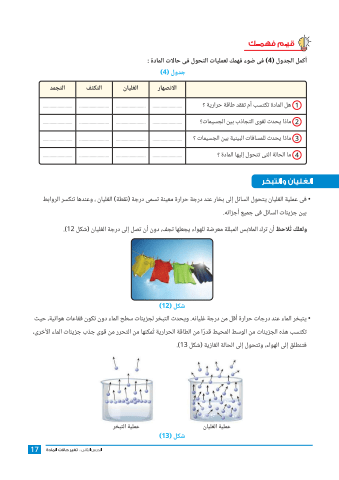 قيـم فهمـك
أكمل الجدول (4) فى ضوء فهمك لعمليات التحول فى حالات المادة :
جدول (4)
الانصهار الغليان التكثف التجمد
1 هل المادة تكتسب أم تفقد طاقة حرارية ؟
2 ماذا يحدث لقوى التجاذب بين الجسيمات؟
3 ماذا يحدث للمسافات البينية بين الجسيمات ؟
4 ما الحالة التى تتحول إليها المادة ؟
الغليان والتبخر
• فى عملية الغليان يتحول السائل إلى بخار عند درجة حرارة معينة تسمى درجة (نقطة) الغليان ، وعندها تنكسر الروابط
بين جزيئات السائل فى جميع أجزائه.
ولعلك تلاحظ أن ترك الملابس المبللة معرضة للهواء يجعلها تجف، دون أن تصل إلى درجة الغليان (شكل 12).
شكل (12)
• يتبخر الماء عند درجات حرارة أقل من درجة غليانه. ويحدث التبخر لجزيئات سطح الماء دون تكون فقاعات هوائية، حيث
تكتسب هذه الجزيئات من الوسط المحيط قدرًا من الطاقة الحرارية تمكنها من التحرر من قوى جذب جزيئات الماء الأخرى،
فتنطلق إلى الهواء، وتتحول إلى الحالة الغازية (شكل 13).
عملية الغليان عملية التبخر
شكل (13)
الدرس الثانى : تغير حالات المادة 17